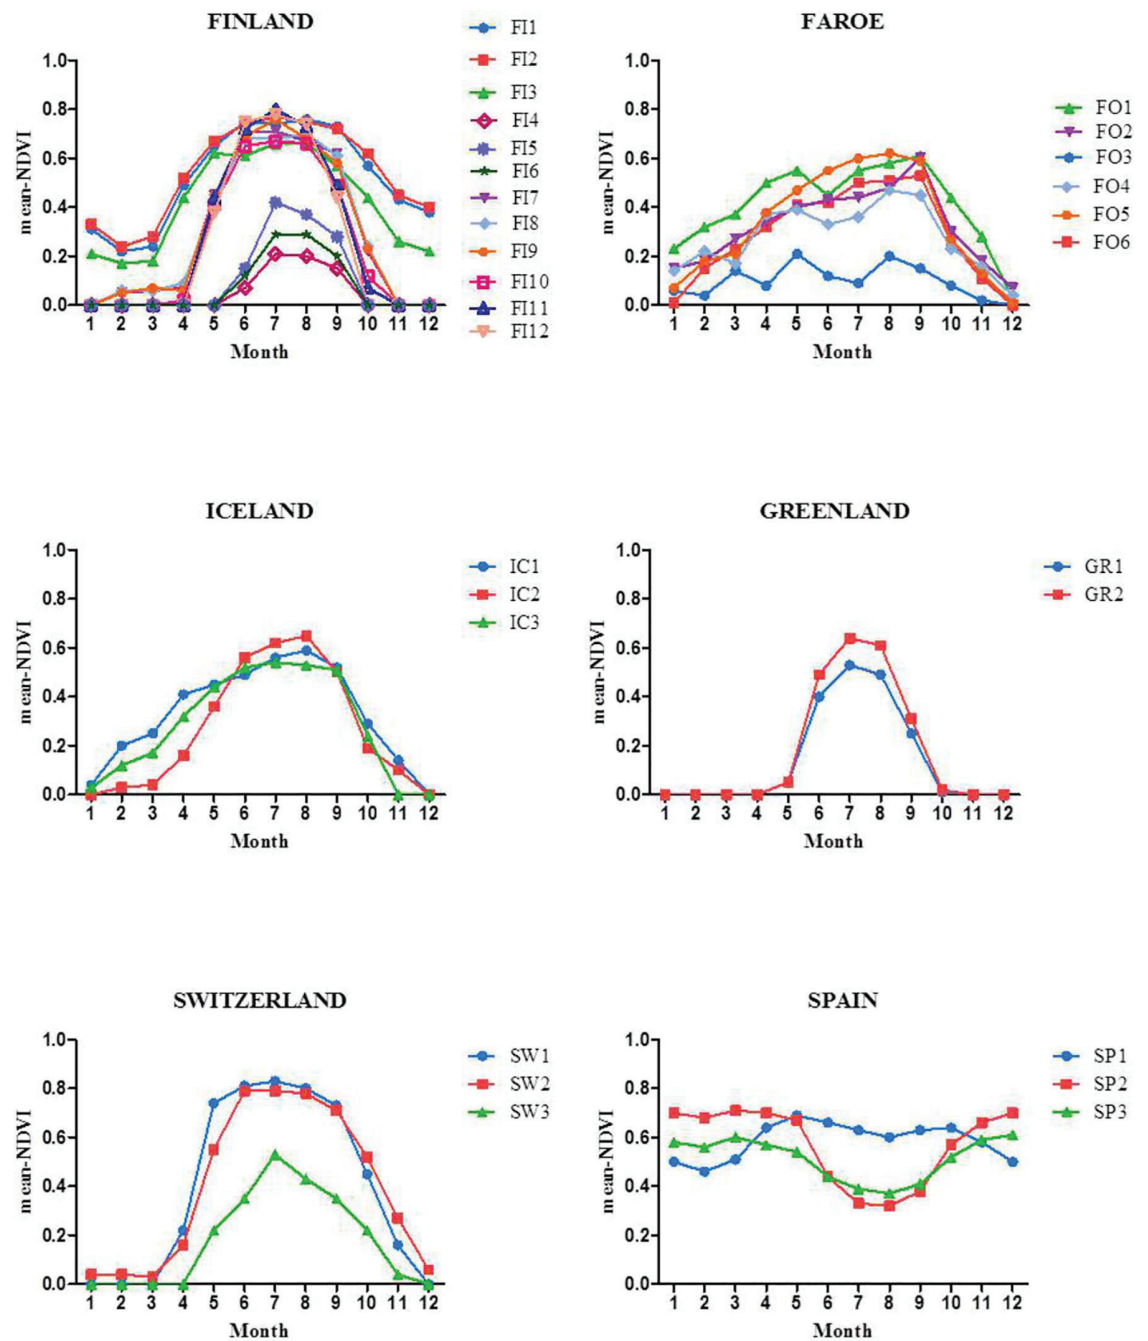 FINLAND
mean-NDVI
1.0
0.8
0.6
0.4
0.2
0.0
1 2 3 4 5 6 7 8 9 10 11 12
Month
FI1
FI2
FI3
FI4
FI5
FI6
FI7
FI8
FI9
FI10
FI11
FI12
FAROE
mean-NDVI
1.0
0.8
0.6
0.4
0.2
0.0
1 2 3 4 5 6 7 8 9 10 11 12
Month
FO1
FO2
FO3
FO4
FO5
FO6
ICELAND
mean-NDVI
1.0
0.8
0.6
0.4
0.2
0.0
1 2 3 4 5 6 7 8 9 10 11 12
Month
IC1
IC2
IC3
GREENLAND
mean-NDVI
1.0
0.8
0.6
0.4
0.2
0.0
1 2 3 4 5 6 7 8 9 10 11 12
Month
GR1
GR2
SWITZERLAND
mean-NDVI
1.0
0.8
0.6
0.4
0.2
0.0
1 2 3 4 5 6 7 8 9 10 11 12
Month
SW1
SW2
SW3
SPAIN
mean-NDVI
1.0
0.8
0.6
0.4
0.2
0.0
1 2 3 4 5 6 7 8 9 10 11 12
Month
SP1
SP2
SP3